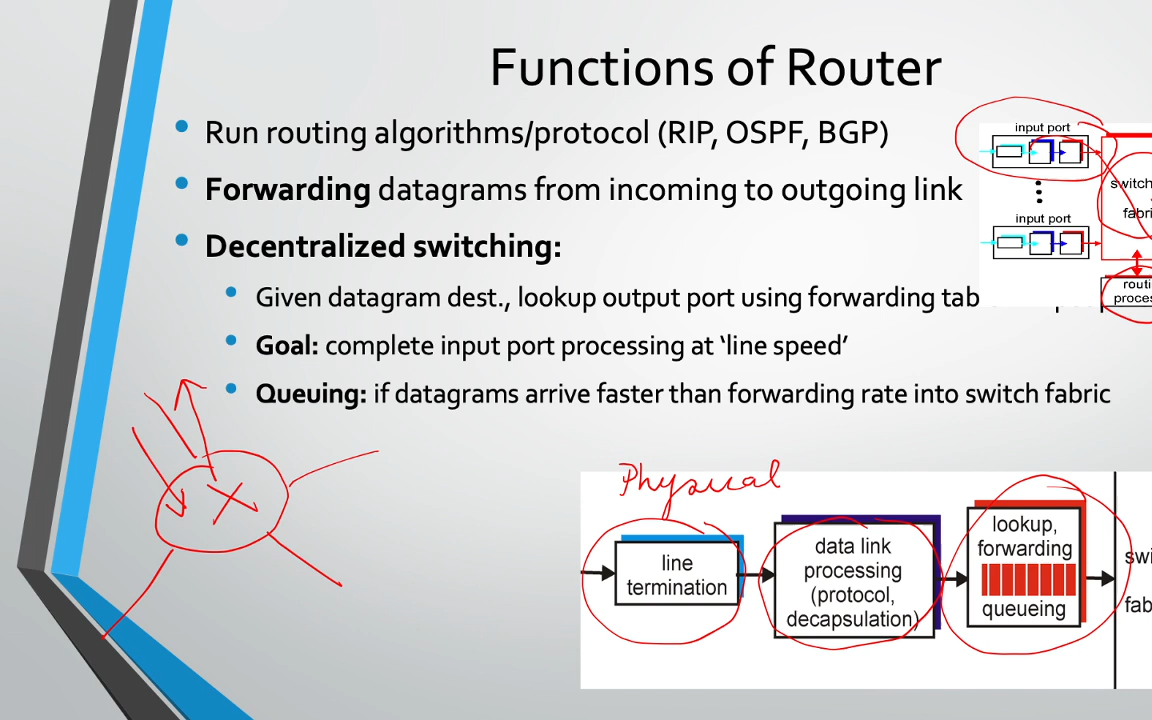 Functions of Router
Run routing algorithms/protocol (RIP, OSPF, BGP)
Forwarding datagrams from incoming to outgoing link
Decentralized switching:
Given datagram dest., lookup output port using forwarding tab
Goal: complete input port processing at ‘line speed’
Queuing: if datagrams arrive faster than forwarding rate into switch fabric
input port
switch
fabri
input port
routi
proces
Physical
line
termination
data link
processing
(protocol,
decapsulation)
lookup,
forwarding
queueing
swi
fab